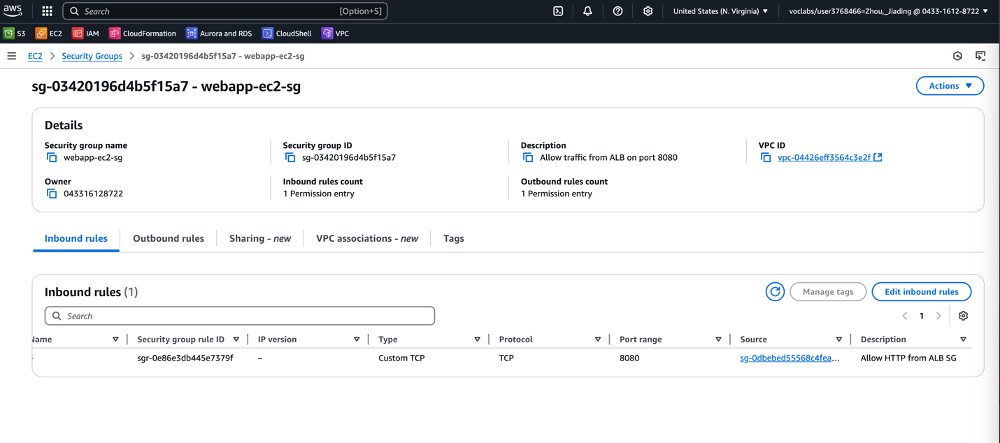 aws
Search [Option+S]
United States (N. Virginia) voclabs/user3768466=Zhou,_Jiading @ 0433-1612-8722
S3 EC2 IAM CloudFormation Aurora and RDS CloudShell VPC
EC2 > Security Groups > sg-03420196d4b5f15a7 - webapp-ec2-sg
sg-03420196d4b5f15a7 - webapp-ec2-sg
Actions
Details
Security group name Security group ID Description VPC ID
webapp-ec2-sg sg-03420196d4b5f15a7 Allow traffic from ALB on port 8080 vpc-04426eff3564c3e2f
Owner Inbound rules count Outbound rules count
043316128722 1 Permission entry 1 Permission entry
Inbound rules Outbound rules Sharing - new VPC associations - new Tags
Inbound rules (1) Manage tags Edit inbound rules
Search 1
Name Security group rule ID IP version Type Protocol Port range Source Description
sgr-0e86e3db445e7379f – Custom TCP TCP 8080 sg-0dbebed55568c4fea... Allow HTTP from ALB SG